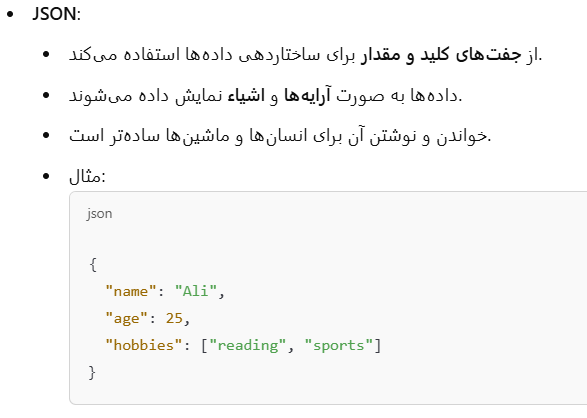 JSON:
از جفت‌های کلید و مقدار برای ساختاردهی داده‌ها استفاده می‌کند.
داده‌ها به صورت آرایه‌ها و اشیاء نمایش داده می‌شوند.
خواندن و نوشتن آن برای انسان‌ها و ماشین‌ها ساده‌تر است.
مثال:
json
{
  "name": "Ali",
  "age": 25,
  "hobbies": ["reading", "sports"]
}